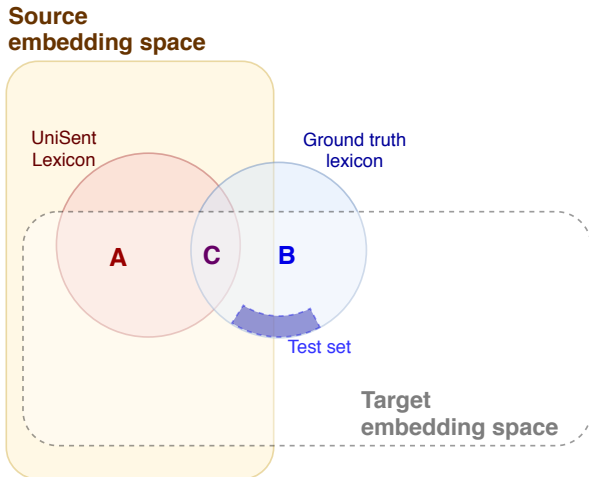 Source
embedding space
UniSent
Lexicon
Ground truth
lexicon
A
C
B
Test set
Target
embedding space